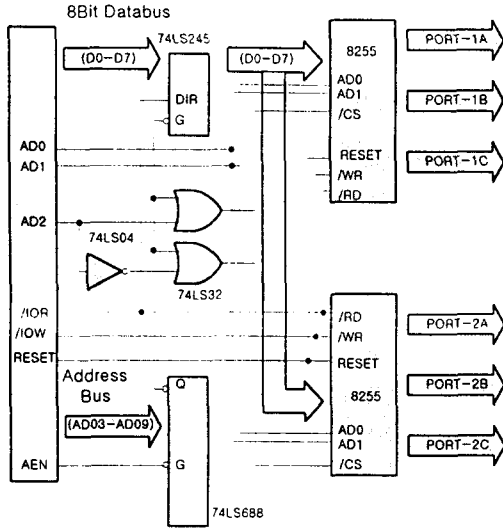 8Bit Databus
(D0-D7)
74LS245
DIR
G
(D0-D7)
8255
AD0
AD1
/CS
RESET
/WR
/RD
PORT-1A
PORT-1B
PORT-1C
AD0
AD1
AD2
74LS04
74LS32
/IOR
/IOW
RESET
/RD
/WR
RESET
8255
AD0
AD1
/CS
PORT-2A
PORT-2B
PORT-2C
Address
Bus
(AD03-AD09)
AEN
Q
G
74LS688